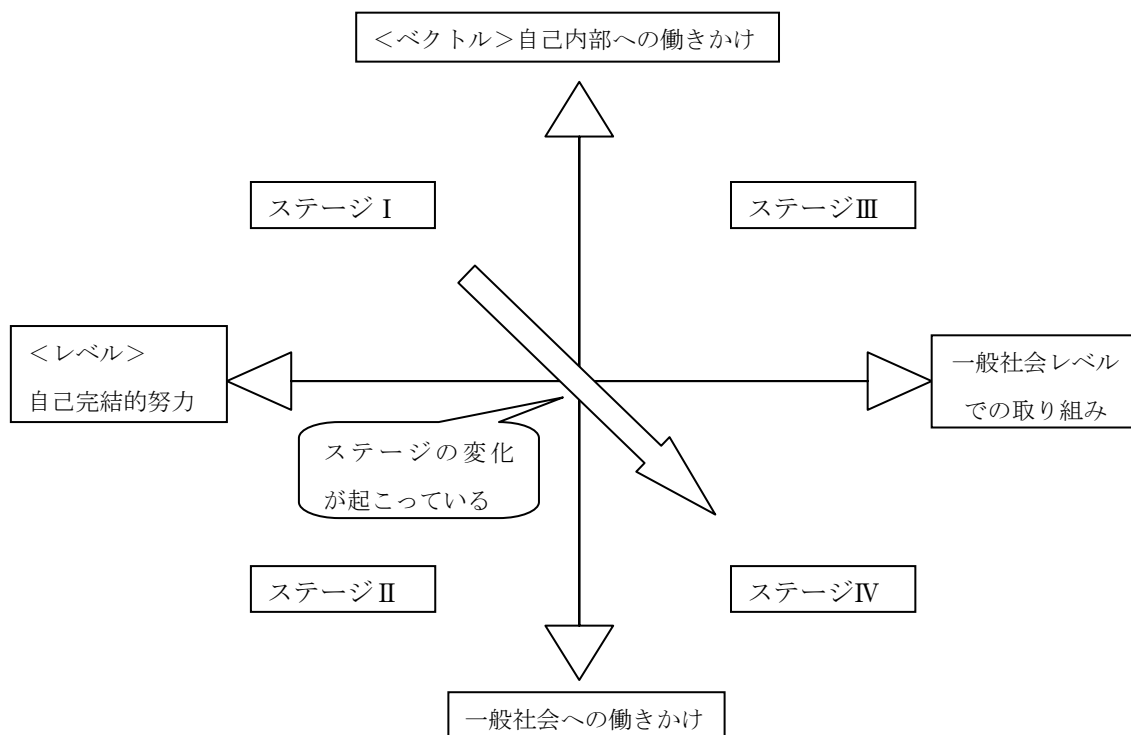 ＜ベクトル＞自己内部への働きかけ
ステージⅠ
ステージⅢ
＜レベル＞
自己完結的努力
一般社会レベル
での取り組み
ステージの変化
が起こっている
ステージⅡ
ステージⅣ
一般社会への働きかけ